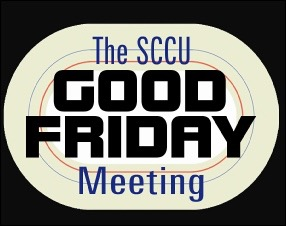 The SCCU
GOOD
FRIDAY
Meeting